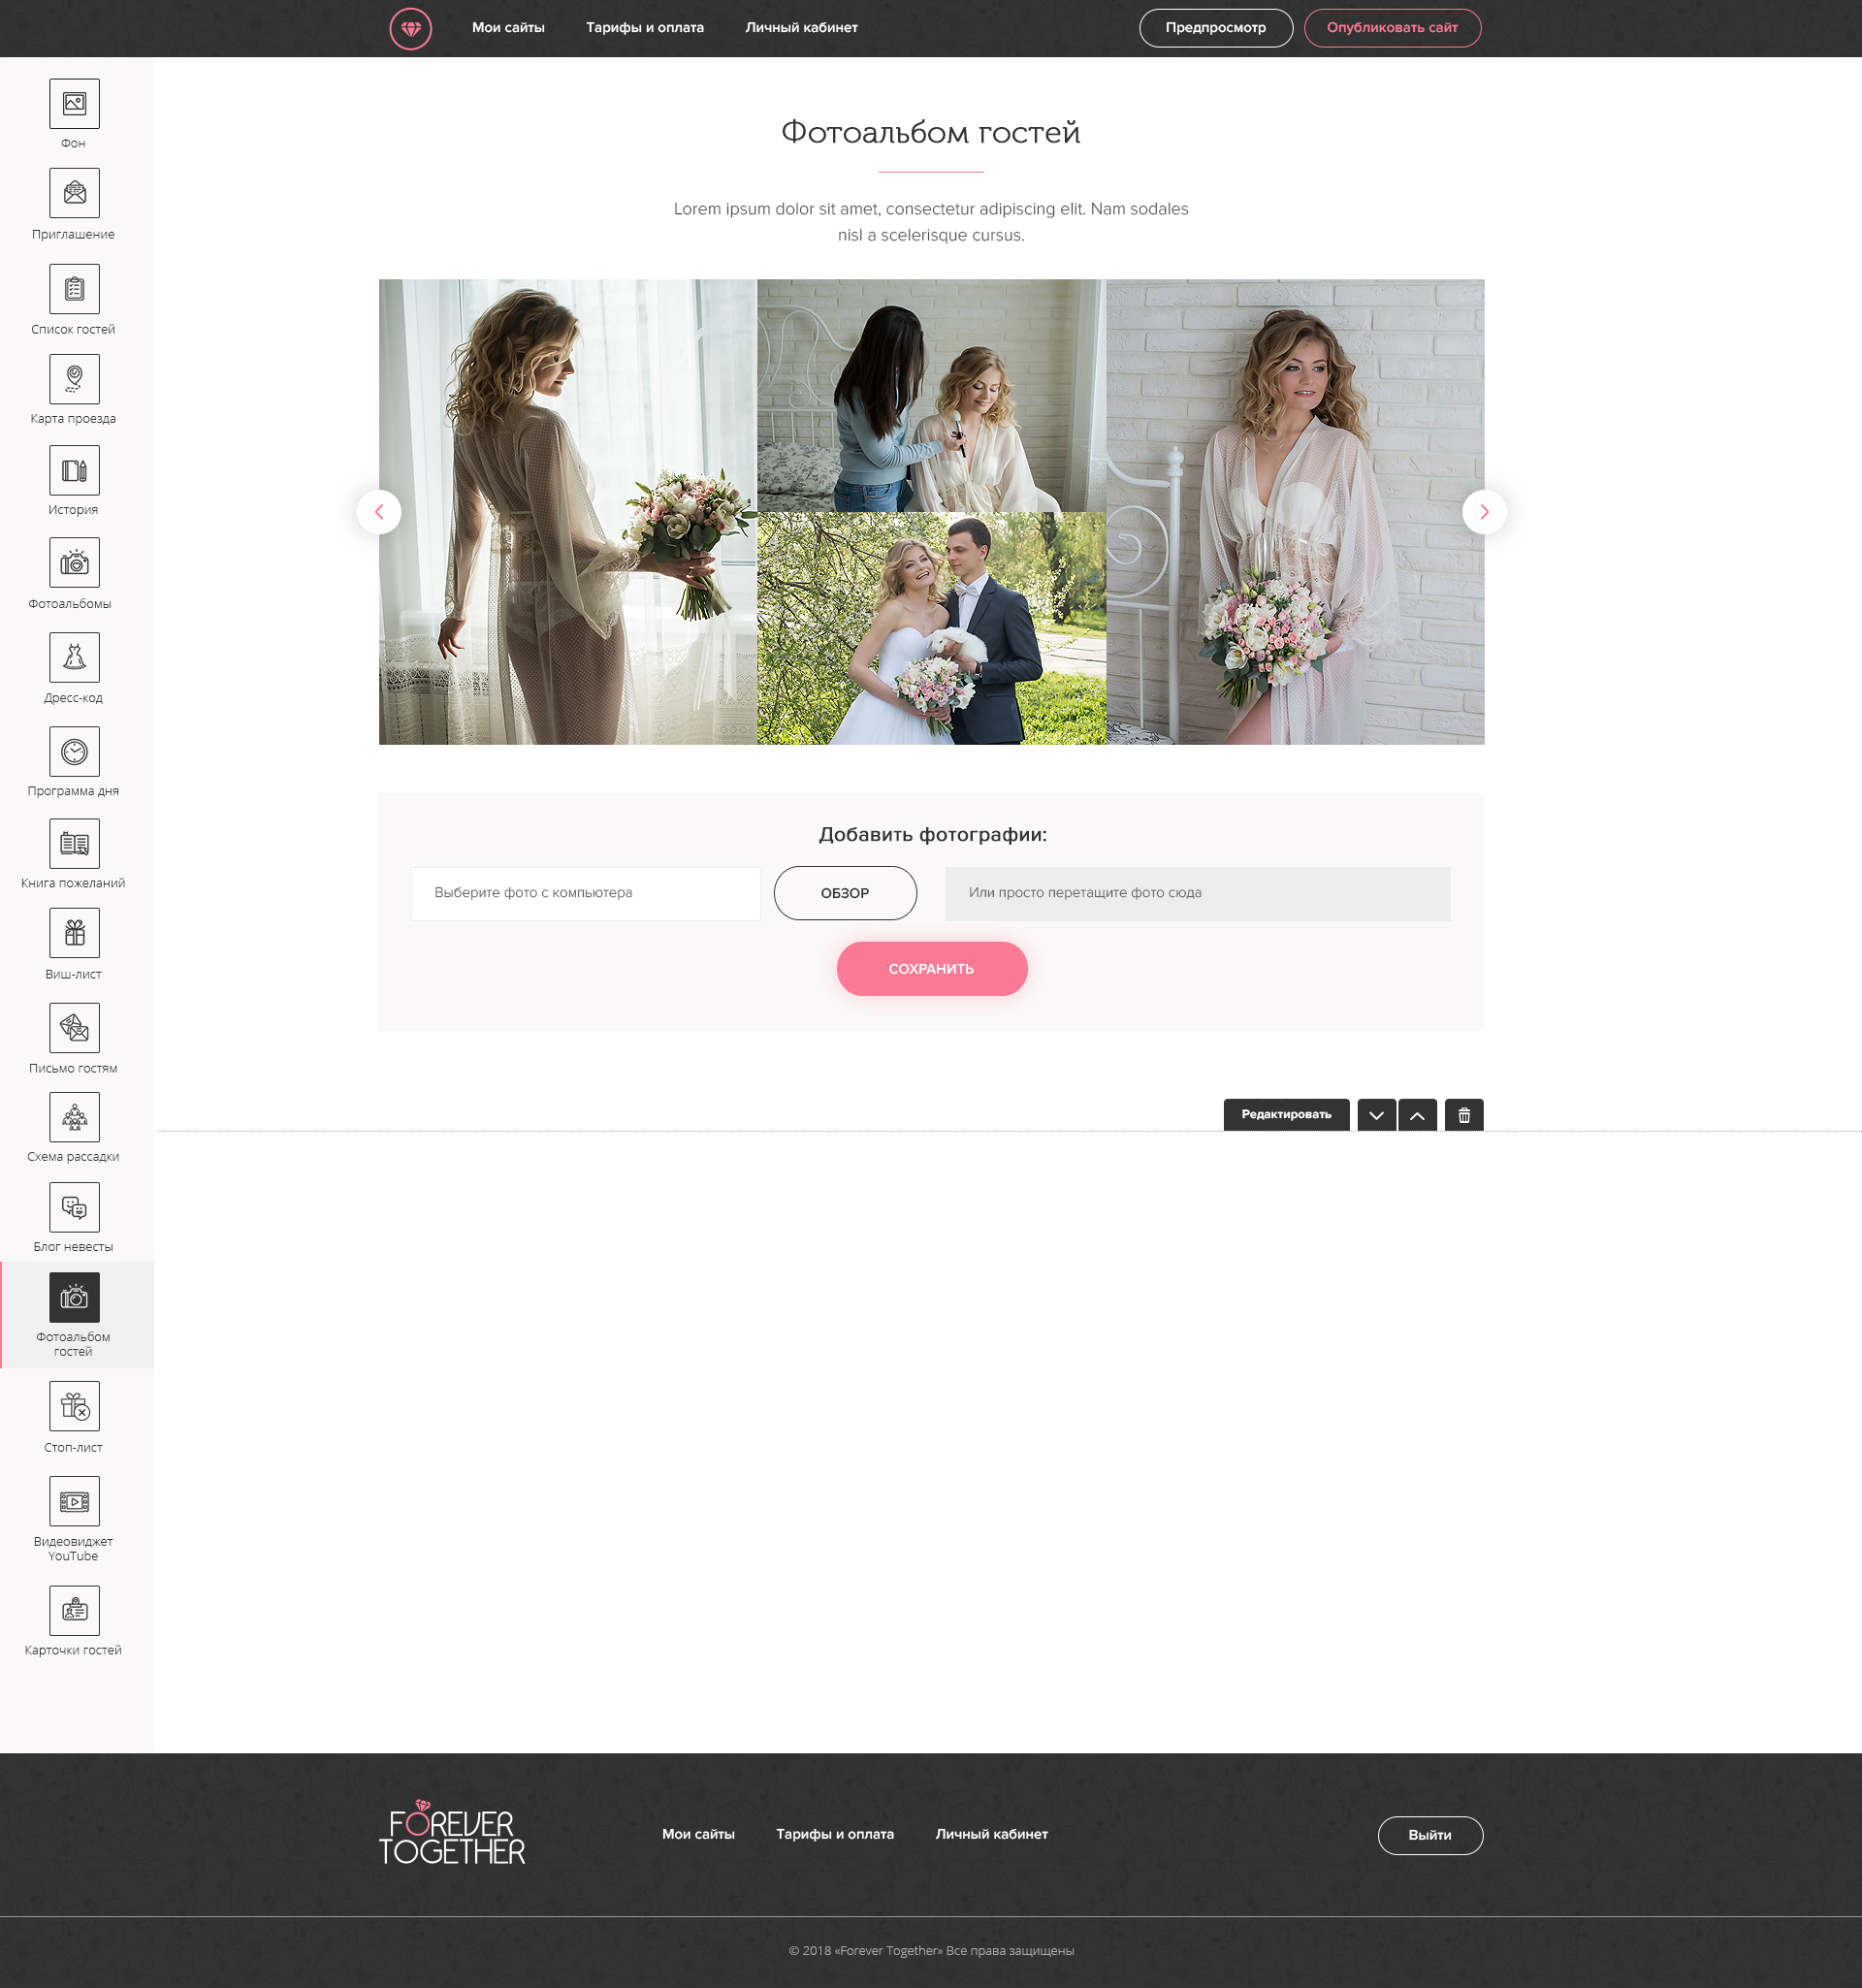 Мои сайты
Тарифы и оплата
Личный кабинет
Предпросмотр
Опубликовать сайт
Фон
Приглашение
Список гостей
Карта проезда
История
Фотоальбомы
Дресс-код
Программа дня
Книга пожеланий
Виш-лист
Письмо гостям
Схема рассадки
Блог невесты
Фотоальбом
гостей
Стоп-лист
Видеовиджет
YouTube
Карточки гостей
Фотоальбом гостей
Lorem ipsum dolor sit amet, consectetur adipiscing elit. Nam sodales
nisl a scelerisque cursus.
Добавить фотографии:
Выберите фото с компьютера
ОБЗОР
Или просто перетащите фото сюда
СОХРАНИТЬ
Редактировать
FOREVER
TOGETHER
Мои сайты
Тарифы и оплата
Личный кабинет
Выйти
© 2018 «Forever Together» Все права защищены